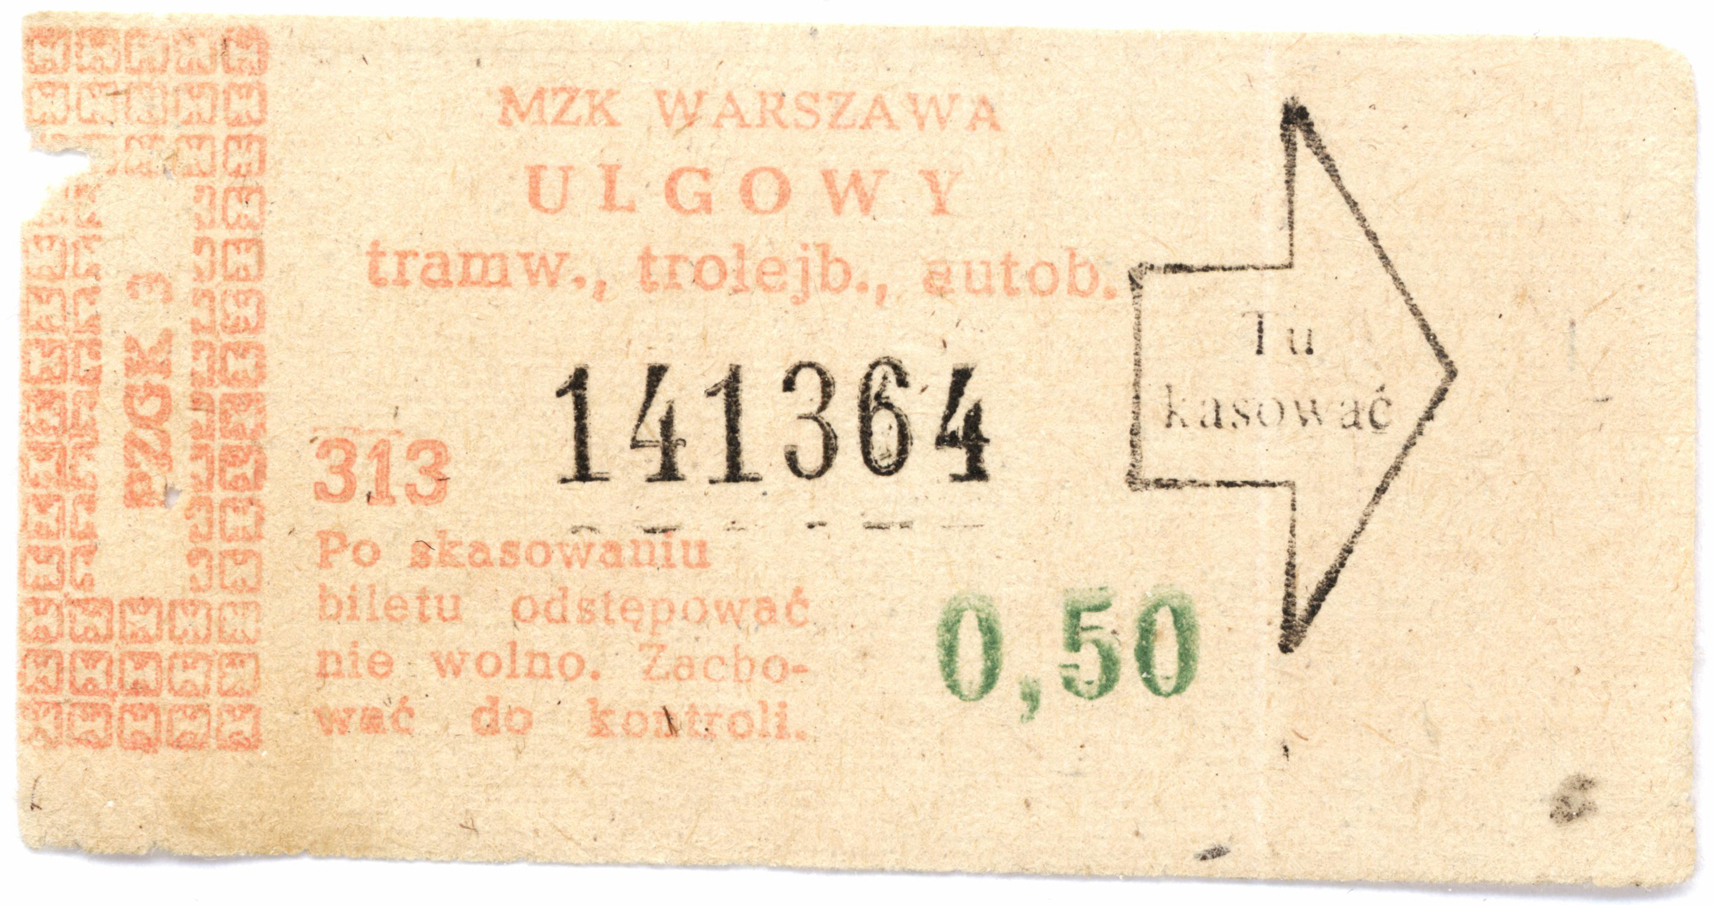 MZK WARSZAWA
ULGOWY
tramw., trolejb., autob.
141364
313
Po skasowaniu
biletu odstępować
nie wolno. Zacho-
wać do kontroli.
0,50
Tu
kasować
PZGK 3